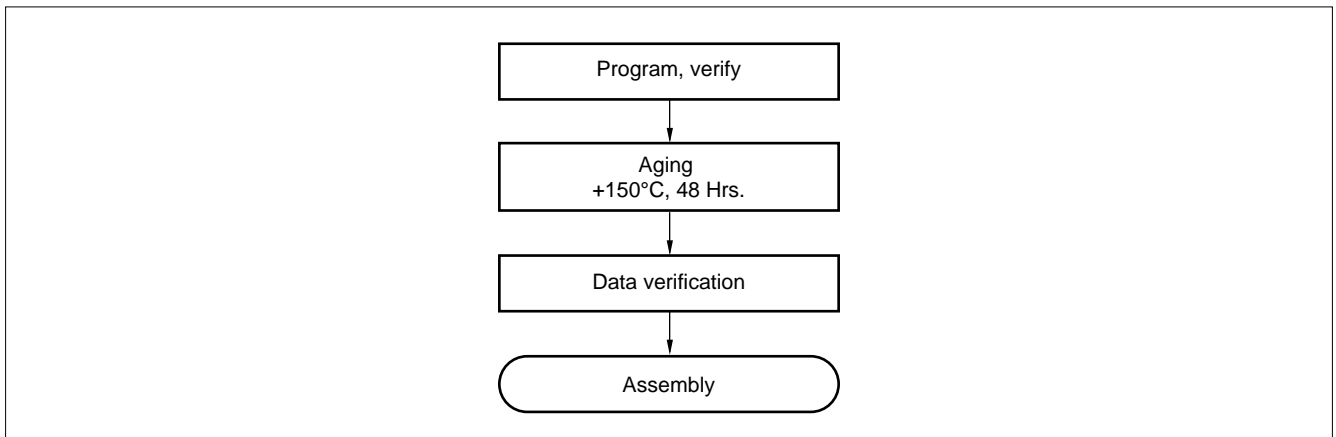 Program, verify
Aging
+150°C, 48 Hrs.
Data verification
Assembly